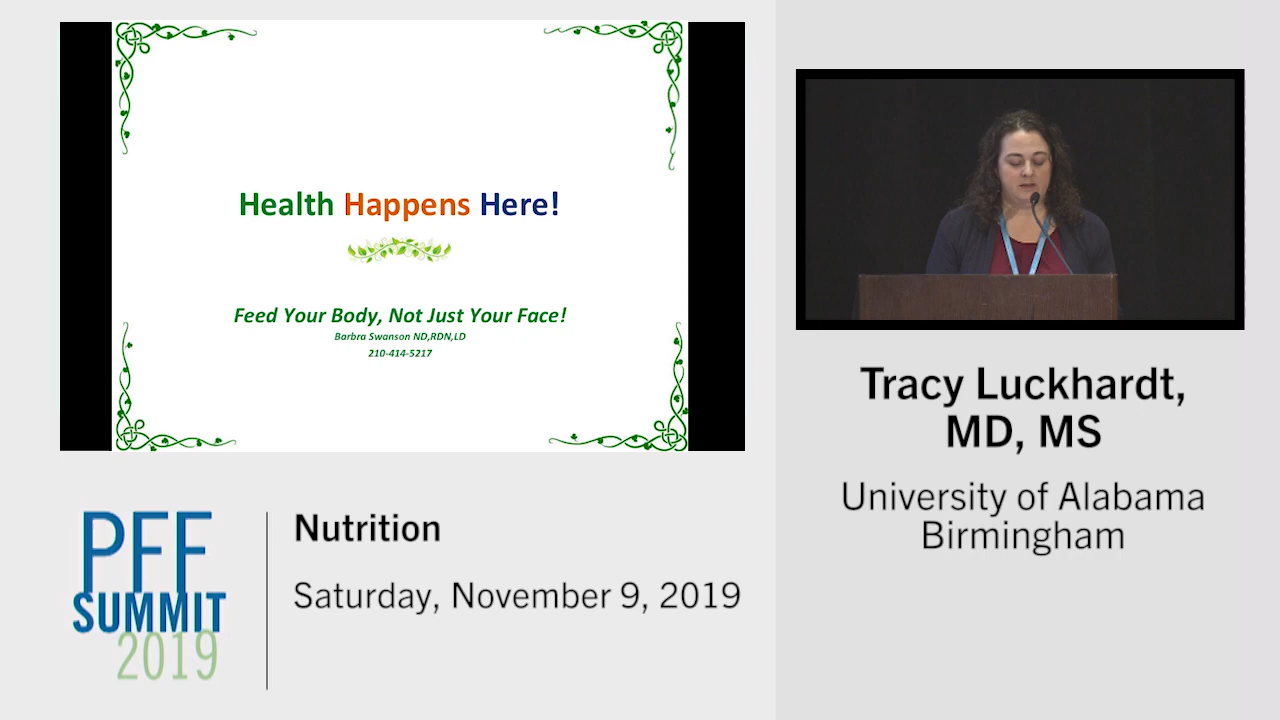 Health Happens Here!
Feed Your Body, Not Just Your Face!
Barbra Swanson ND,RDN,LD
210-414-5217
Tracy Luckhardt,
MD, MS
University of Alabama
Birmingham
PFF
SUMMIT
2019
Nutrition
Saturday, November 9, 2019